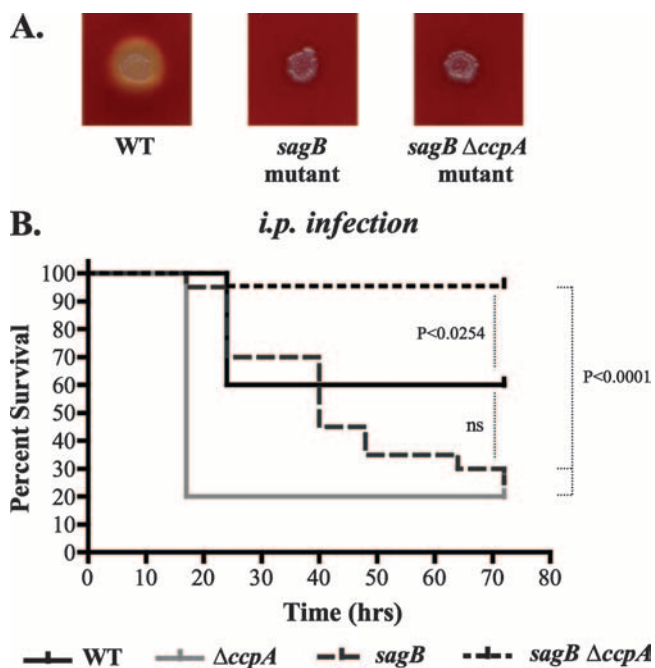 A.
WT
sagB
mutant
sagB ΔccpA
mutant
B.
i.p. infection
Percent Survival
100
90
80
70
60
50
40
30
20
10
0
P<0.0254
ns
P<0.0001
0 10 20 30 40 50 60 70 80
Time (hrs)
WT ΔccpA sagB sagB ΔccpA